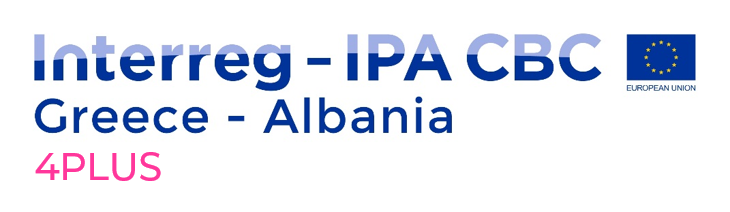 Interreg - IPA CBC
EUROPEAN UNION
Greece - Albania
4PLUS